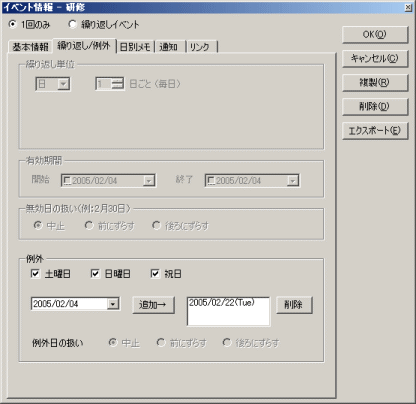 イベント情報 - 研修
1回のみ 繰り返しイベント
基本情報 繰り返し/例外 日別メモ 通知 リンク
繰り返し単位
日 1 日ごと（毎日）
有効期間
開始 2005/02/04 終了 2005/02/04
無効日の扱い(例:2月30日)
中止 前にずらす 後ろにずらす
例外
土曜日 日曜日 祝日
2005/02/04 追加→ 2005/02/22(Tue) 削除
例外日の扱い 中止 前にずらす 後ろにずらす
OK(O)
キャンセル(C)
複製(R)
削除(D)
エクスポート(E)